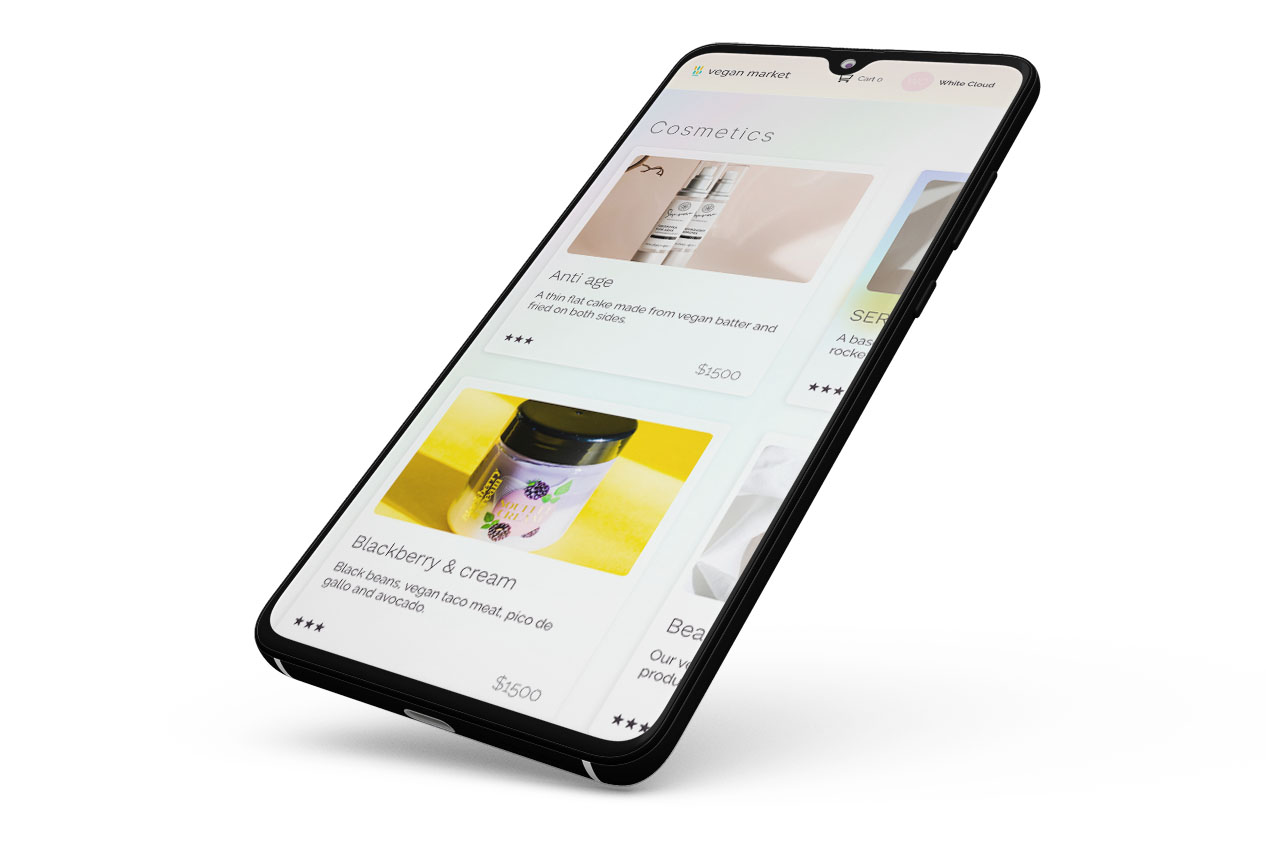 vegan market
Cart 0
White Cloud
Cosmetics
Anti age
A thin flat cake made from vegan batter and
fried on both sides.
★★★
$1500
SER
A bas
rocke
★★★
Blackberry & cream
Black beans, vegan taco meat, pico de
gallo and avocado.
★★★
$1500
Bea
Our ve
produ
★★★